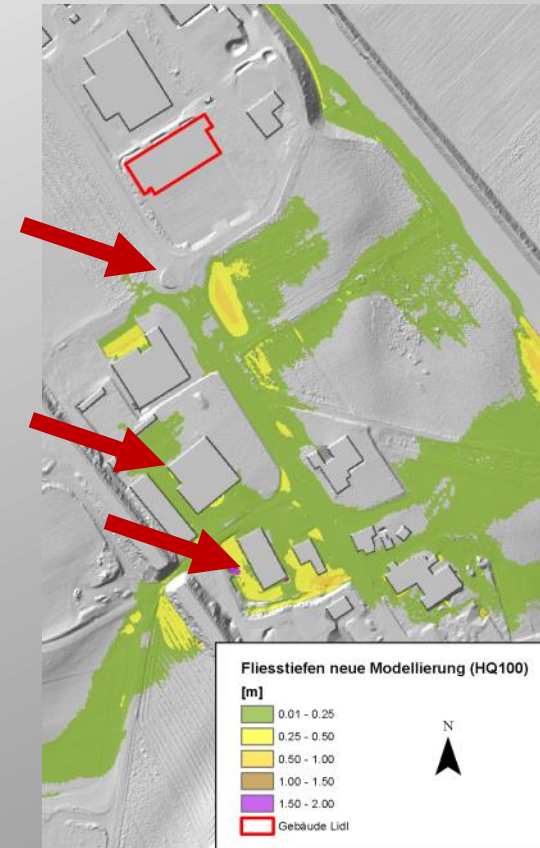 Fliesstiefen neue Modellierung (HQ100)
[m]
0.01 - 0.25
0.25 - 0.50
0.50 - 1.00
1.00 - 1.50
1.50 - 2.00
Gebäude Lidl
N